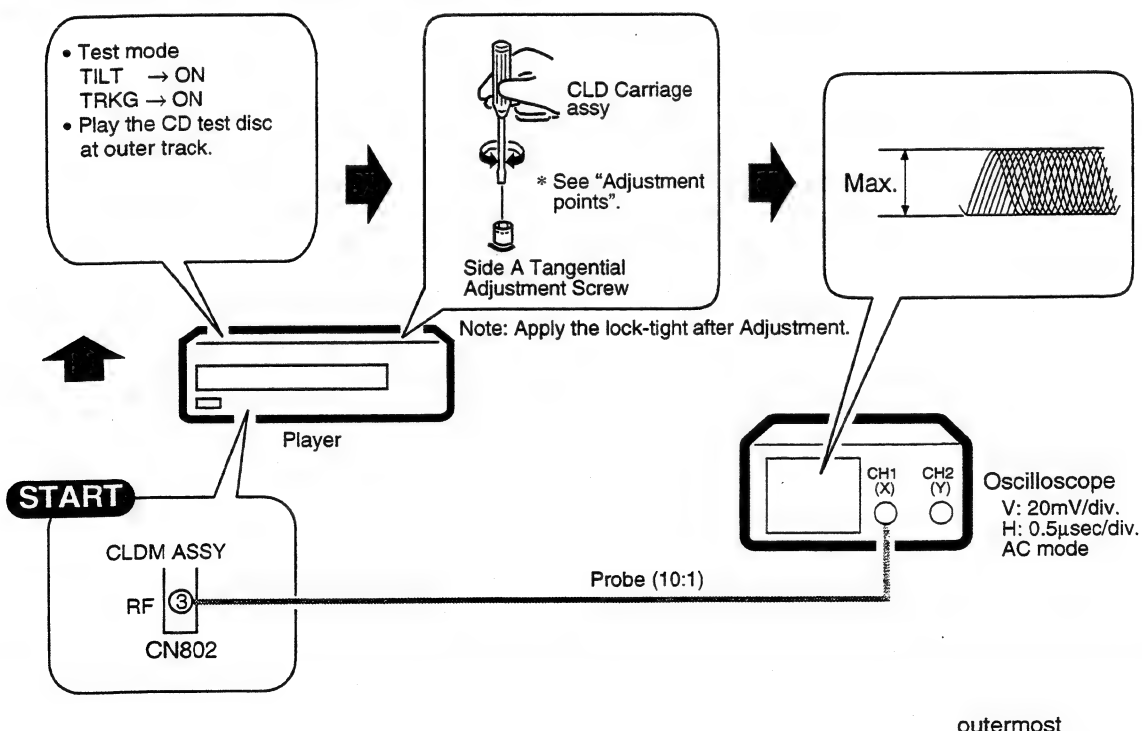 • Test mode
TILT → ON
TRKG → ON
• Play the CD test disc
at outer track.
CLD Carriage
assy
* See “Adjustment
points”.
Side A Tangential
Adjustment Screw
Note: Apply the lock-tight after Adjustment.
Max.
Player
START
CLDM ASSY
RF
③
CN802
Probe (10:1)
CH1
(X)
CH2
(Y)
Oscilloscope
V: 20mV/div.
H: 0.5µsec/div.
AC mode
outermost